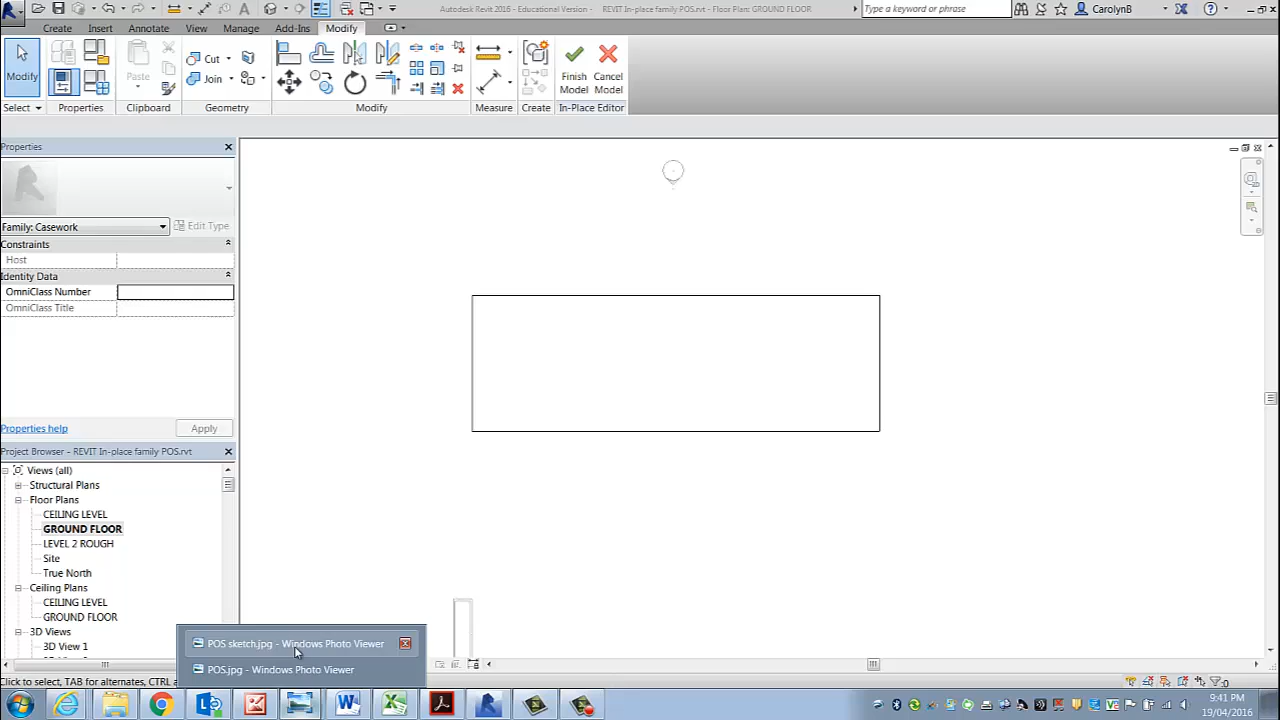 Autodesk Revit 2016 - Educational Version - REVIT In-place family POS.rvt - Floor Plan: GROUND FLOOR
Type a keyword or phrase
CarolynB
Create Insert Annotate View Manage Add-Ins Modify
Modify
Paste
Cut
Join
Finish Model
Cancel Model
Select Properties Clipboard Geometry Modify Measure Create In-Place Editor
Properties
Family: Casework
Edit Type
Constraints
Host
Identity Data
OmniClass Number
OmniClass Title
Properties help
Apply
Project Browser - REVIT In-place family POS.rvt
Views (all)
Structural Plans
Floor Plans
CEILING LEVEL
GROUND FLOOR
LEVEL 2 ROUGH
Site
True North
Ceiling Plans
CEILING LEVEL
GROUND FLOOR
3D Views
3D View 1
POS sketch.jpg - Windows Photo Viewer
POS.jpg - Windows Photo Viewer
Click to select, TAB for alternates, CTRL a
:0
9:41 PM
19/04/2016